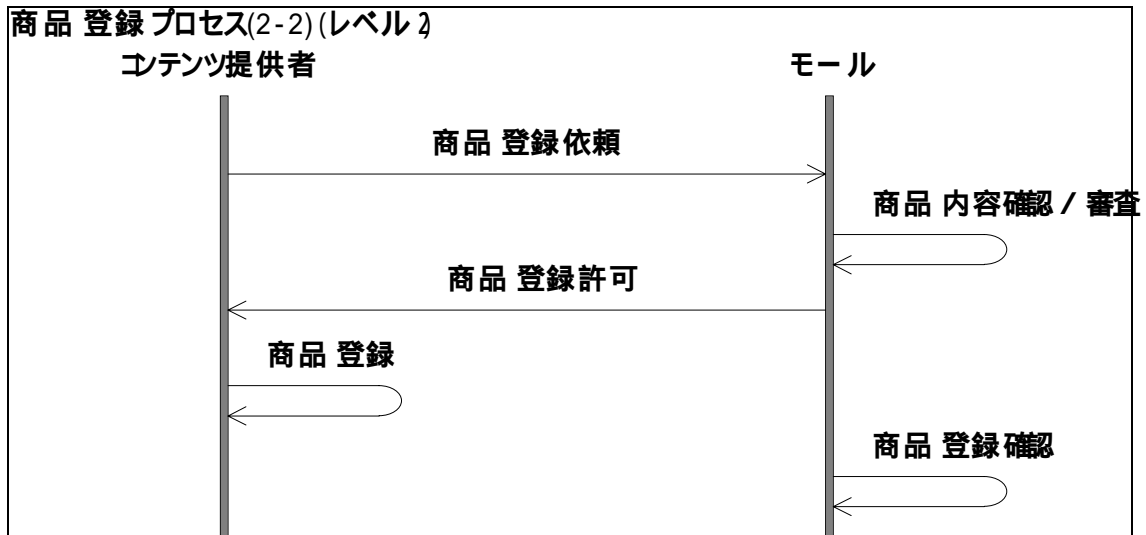 商品登録プロセス(2-2)(レベル2)
コンテンツ提供者 モール
商品登録依頼
商品内容確認/審査
商品登録許可
商品登録
商品登録確認